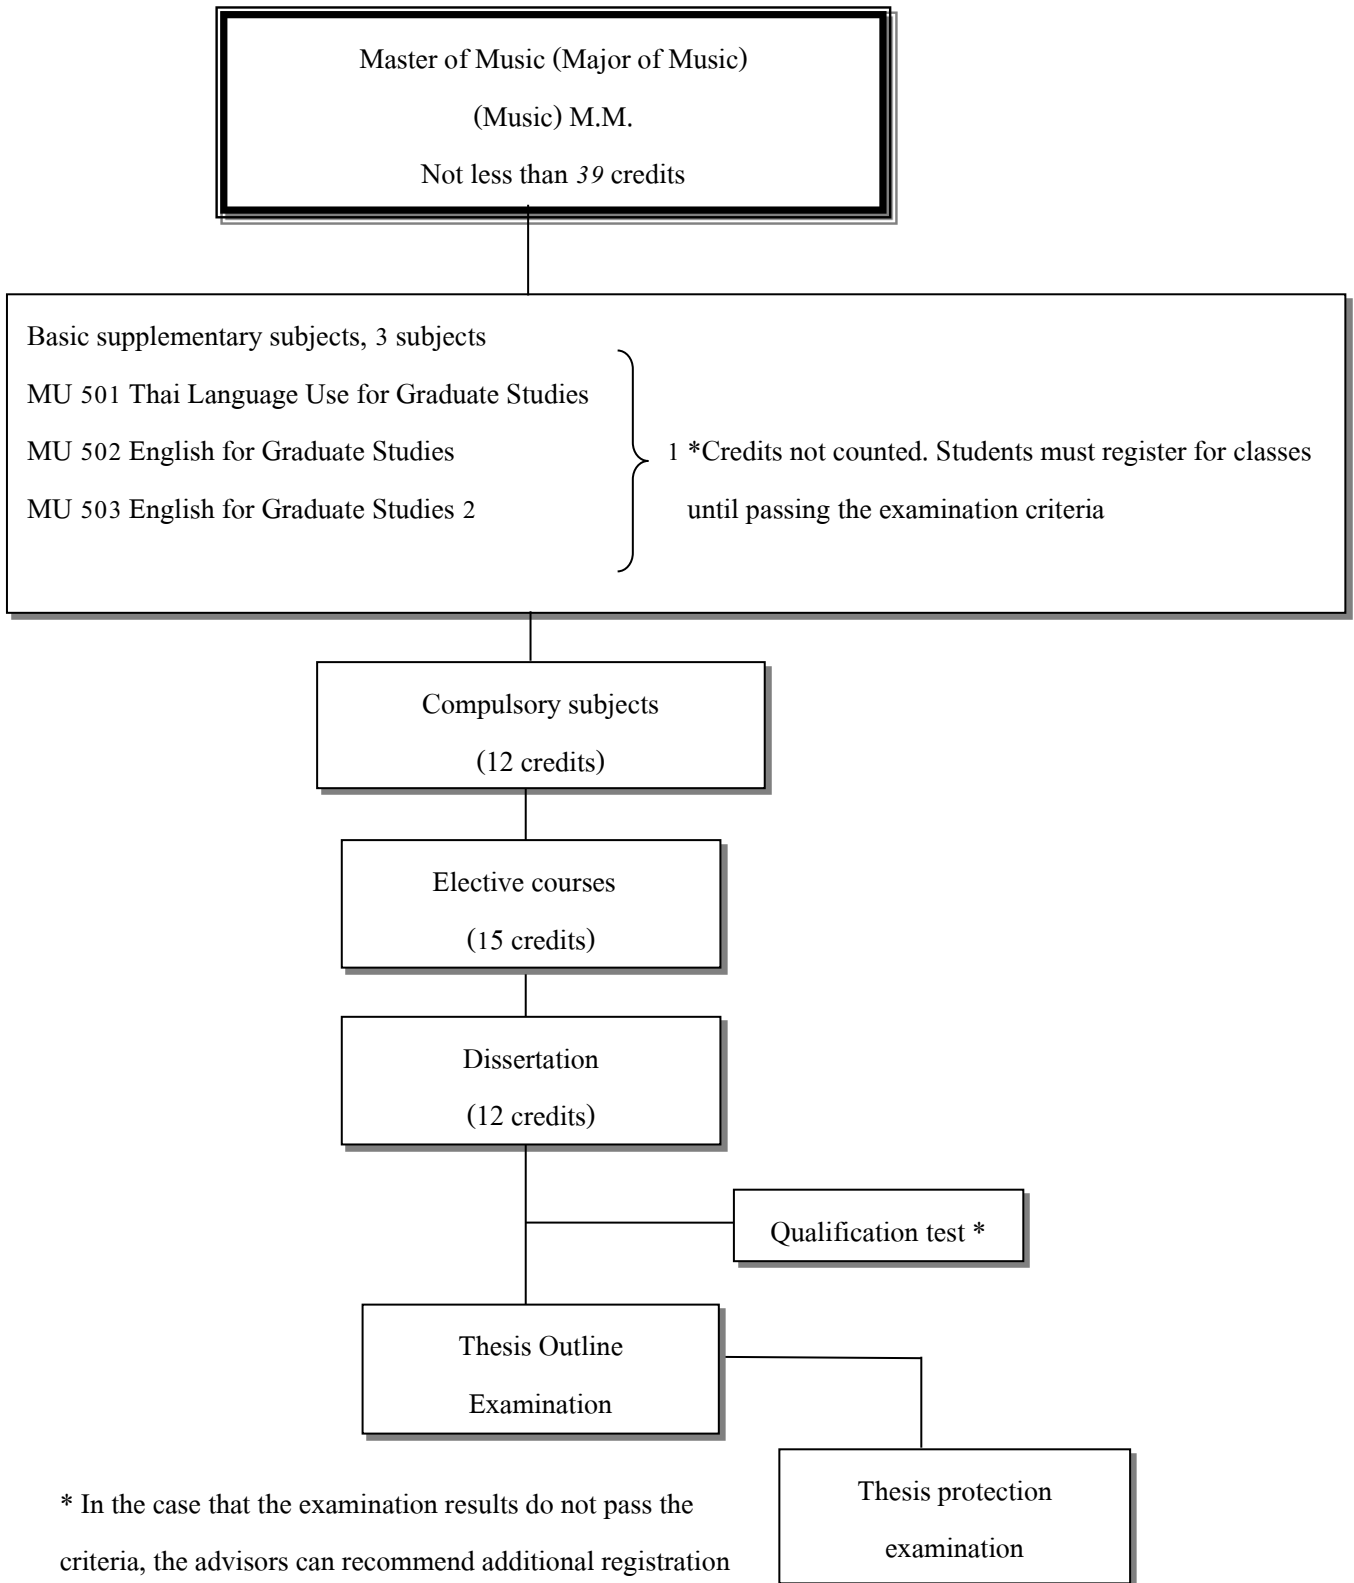 Master of Music (Major of Music)
(Music) M.M.
Not less than 39 credits
Basic supplementary subjects, 3 subjects
MU 501 Thai Language Use for Graduate Studies
MU 502 English for Graduate Studies
MU 503 English for Graduate Studies 2
1 *Credits not counted. Students must register for classes
until passing the examination criteria
Compulsory subjects
(12 credits)
Elective courses
(15 credits)
Dissertation
(12 credits)
Qualification test *
Thesis Outline
Examination
Thesis protection
examination
* In the case that the examination results do not pass the
criteria, the advisors can recommend additional registration